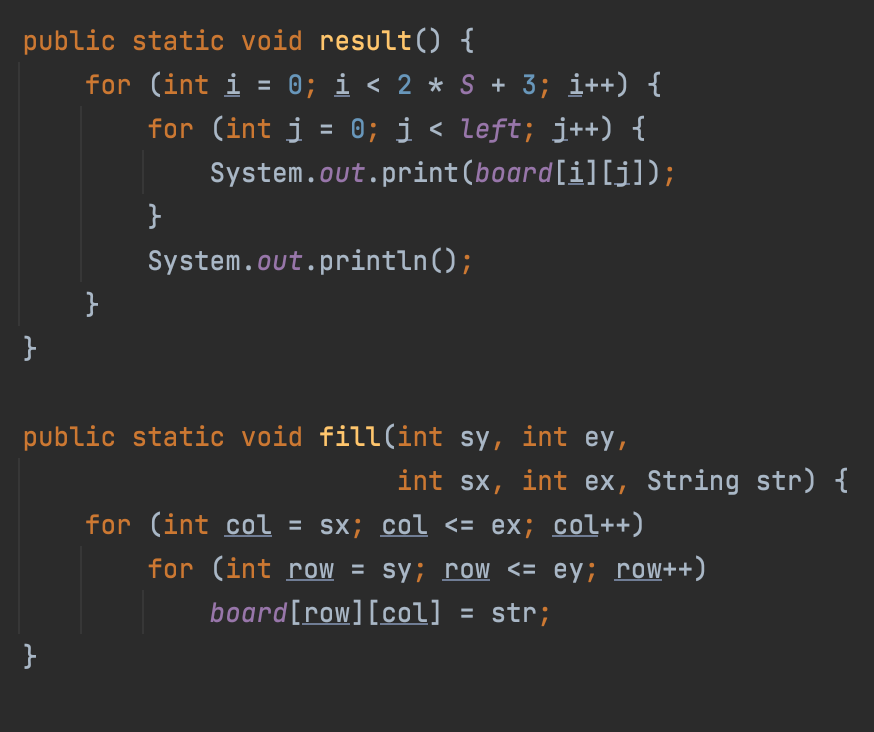 public static void result() {
    for (int i = 0; i < 2 * S + 3; i++) {
        for (int j = 0; j < left; j++) {
            System.out.print(board[i][j]);
        }
        System.out.println();
    }
}

public static void fill(int sy, int ey,
                        int sx, int ex, String str) {
    for (int col = sx; col <= ex; col++)
        for (int row = sy; row <= ey; row++)
            board[row][col] = str;
}